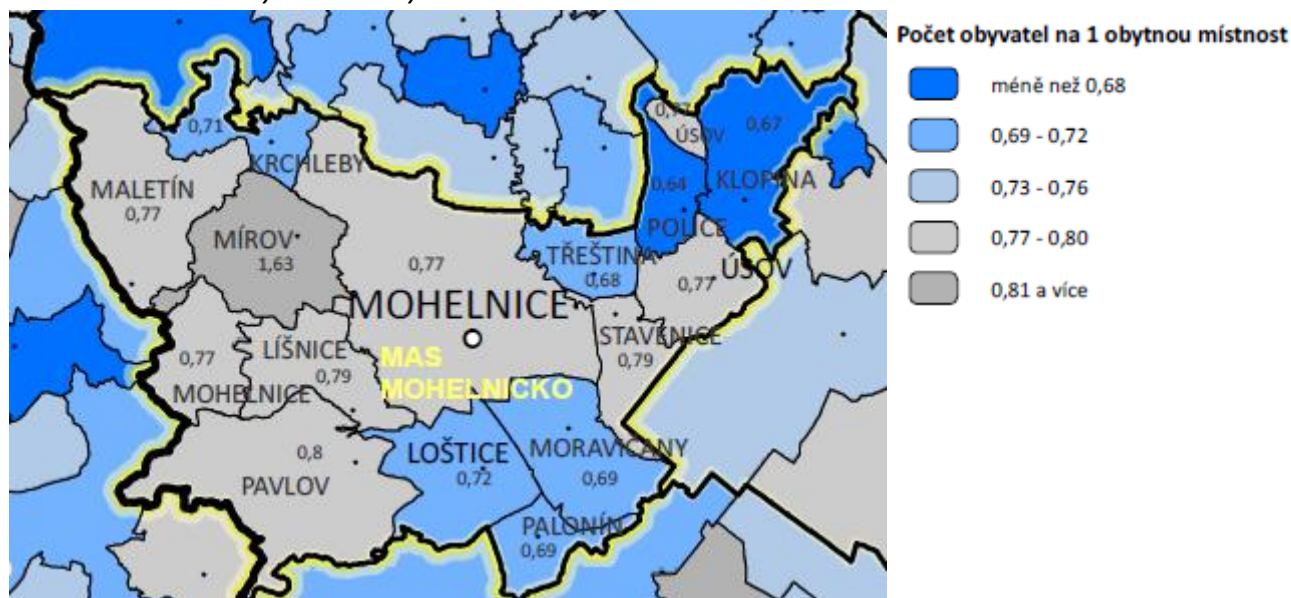 Počet obyvatel na 1 obytnou místnost
méně než 0,68
0,69 - 0,72
0,73 - 0,76
0,77 - 0,80
0,81 a více
0,77
ÚSOV
0,67
0,71
KRCHLEBY
MALETÍN
0,77
0,64
KLOPINA
POLICE
MÍROV
1,63
0,77
TŘEŠTINA
0,68
ÚSOV
0,77
MOHELNICE
STAVENICE
0,79
0,77
LÍŠNICE
0,79
MAS
MOHELNICKO
MOHELNICE
0,8
PAVLOV
LOŠTICE
0,72
MORAVIČANY
0,69
PALONÍN
0,69